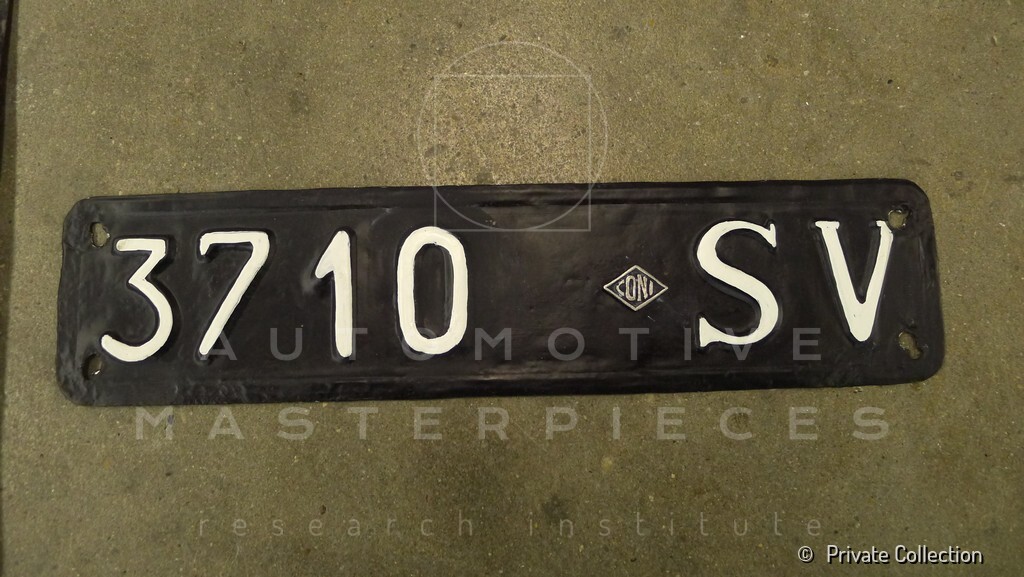 3710 CONI SV
AUTOMOTIVE
MASTERPIECES
research institute
© Private Collection